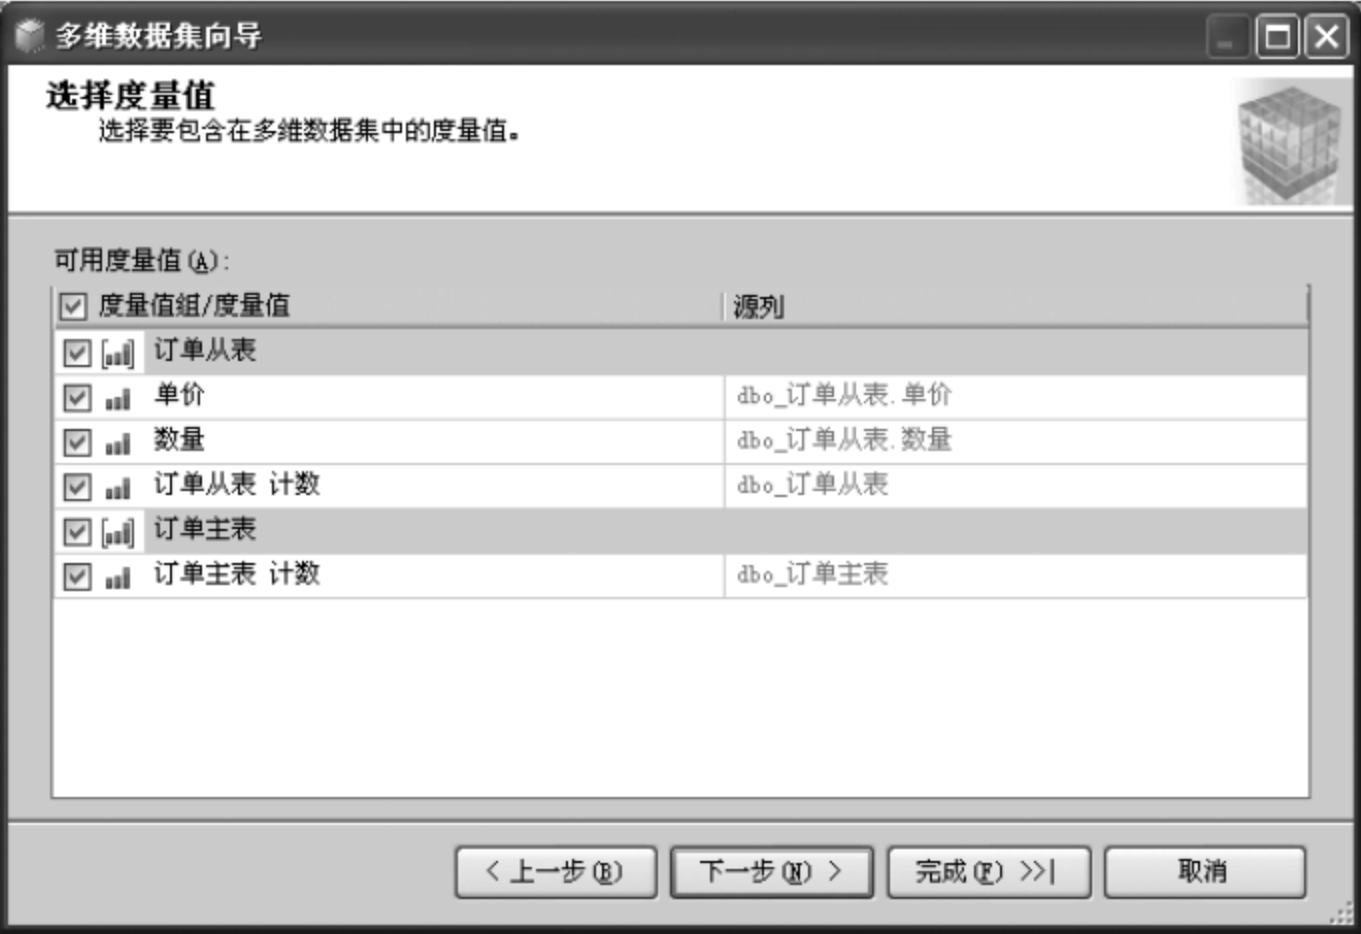 多维数据集向导
选择度量值
选择要包含在多维数据集中的度量值。
可用度量值(A):
度量值组/度量值 源列
订单从表
单价 dbo_订单从表.单价
数量 dbo_订单从表.数量
订单从表 计数 dbo_订单从表
订单主表
订单主表 计数 dbo_订单主表
< 上一步(B) 下一步(N) > 完成(F) >>| 取消